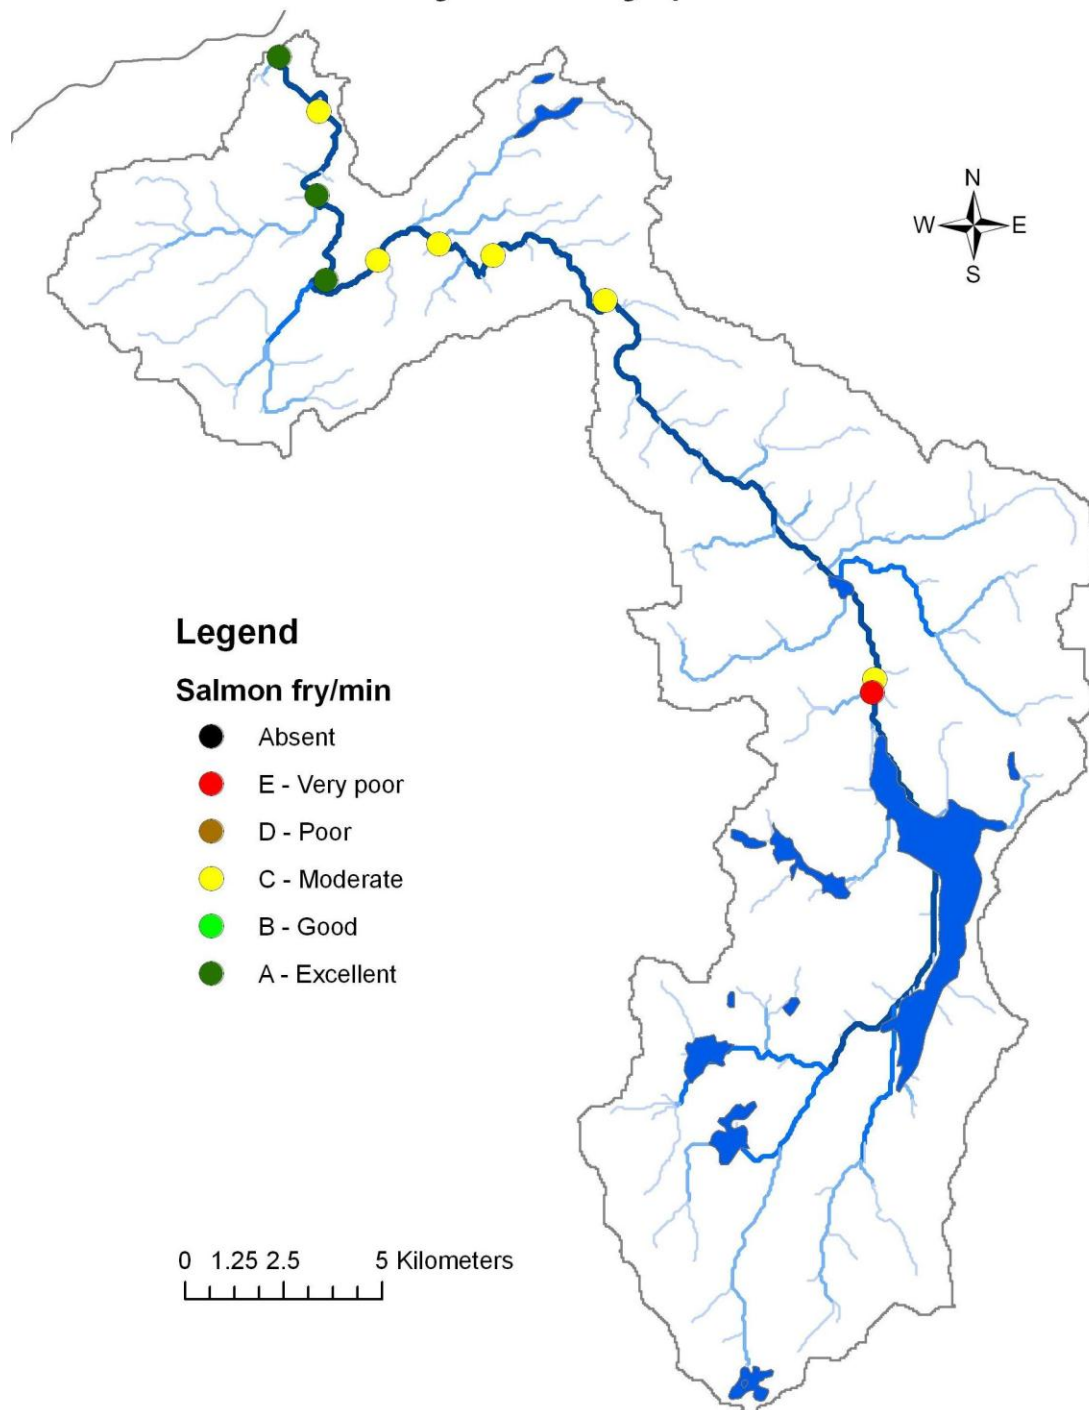 N
W E
S
Legend
Salmon fry/min
Absent
E - Very poor
D - Poor
C - Moderate
B - Good
A - Excellent
0 1.25 2.5 5 Kilometers